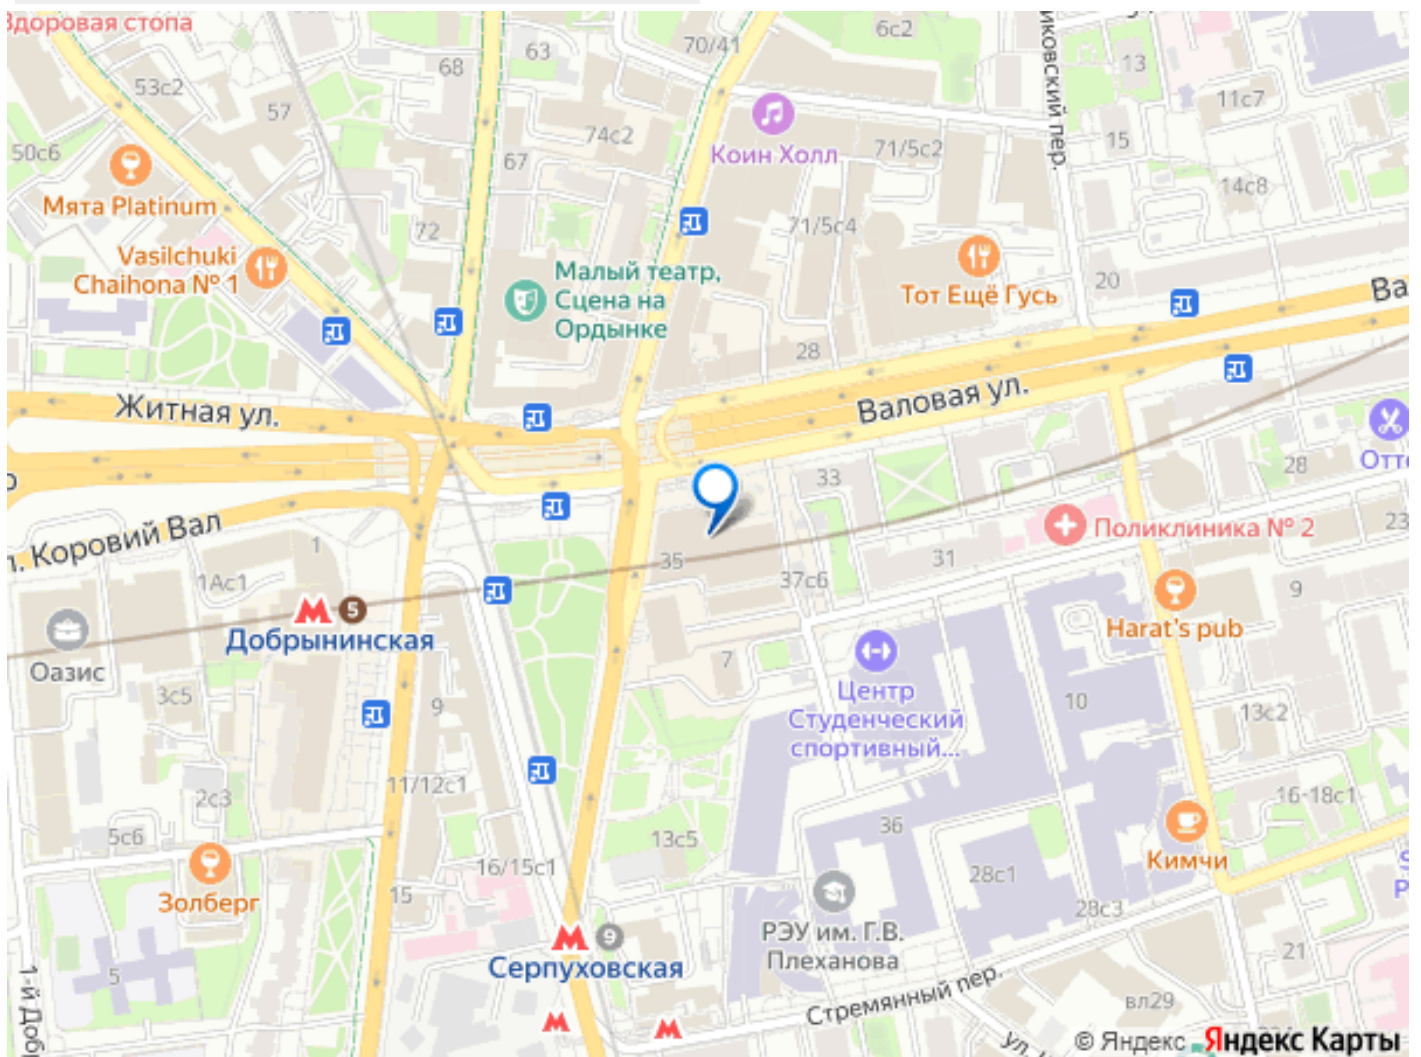 Здоровая стопа
63
70/41
6с2
68
53с2
57
13
11с7
74с2
15
50с6
67
Коин Холл
71/5с2
14с8
Мята Platinum
72
71/5с4
Vasilchuki
Chaihona № 1
Малый театр,
Сцена на
Ордынке
Тот Ещё Гусь
20
Ва
28
Житная ул.
Валовая ул.
Отто
33
28
л. Коровий Вал
Поликлиника № 2
23
1
35
31
1Ас1
37с6
9
5
Добрынинская
Harat's pub
Оазис
7
Центр
Студенческий
спортивный...
3с5
9
10
13с2
11/12с1
2с3
16-18с1
5с6
13с5
36
16/15с1
Кимчи
Золберг
15
28с1
28с3
РЭУ им. Г.В.
Плеханова
9
Серпуховская
21
5
1-й Доб
Стремянный пер.
вл29
© Яндекс Яндекс Карты